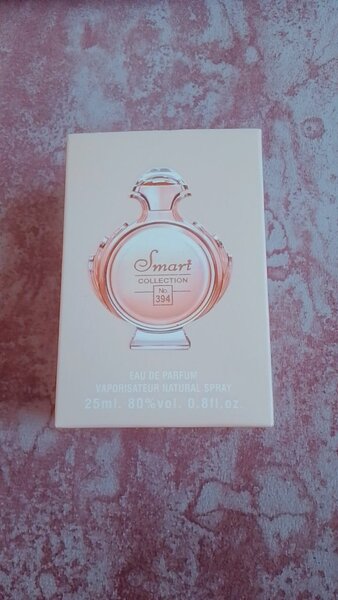 Smart
COLLECTION
No.
394
EAU DE PARFUM
VAPORISATEUR NATURAL SPRAY
25ml. 80%vol. 0.8fl.oz.